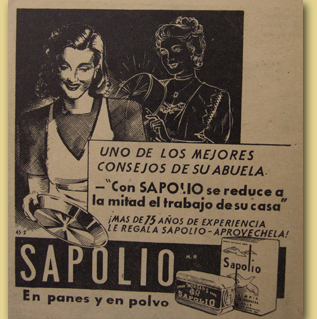 UNO DE LOS MEJORES
CONSEJOS DE SU ABUELA.
—"Con SAPOLIO se reduce a
la mitad el trabajo de su casa"
¡MAS DE 75 AÑOS DE EXPERIENCIA
LE REGALA SAPOLIO - APROVECHELA!
SAPOLIO M.R.
En panes y en polvo
Sapolio
SAPOLIO